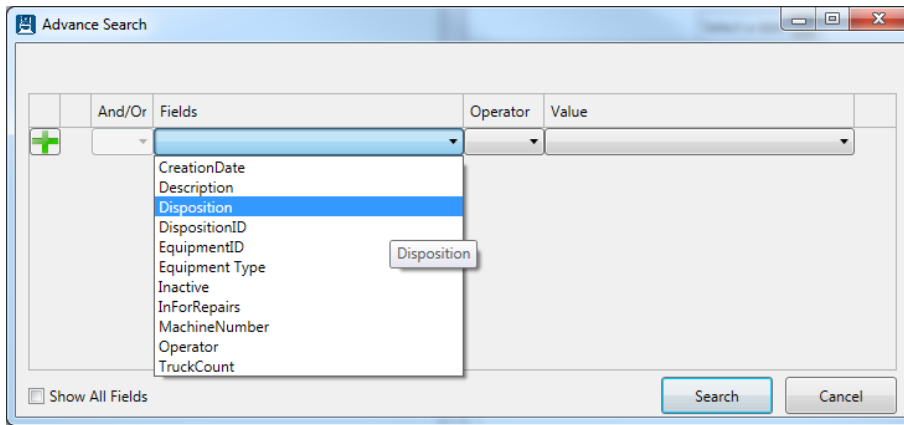 Advance Search
And/Or Fields Operator Value
CreationDate
Description
Disposition
DispositionID
EquipmentID
Disposition
Equipment Type
Inactive
InForRepairs
MachineNumber
Operator
TruckCount
Show All Fields Search Cancel